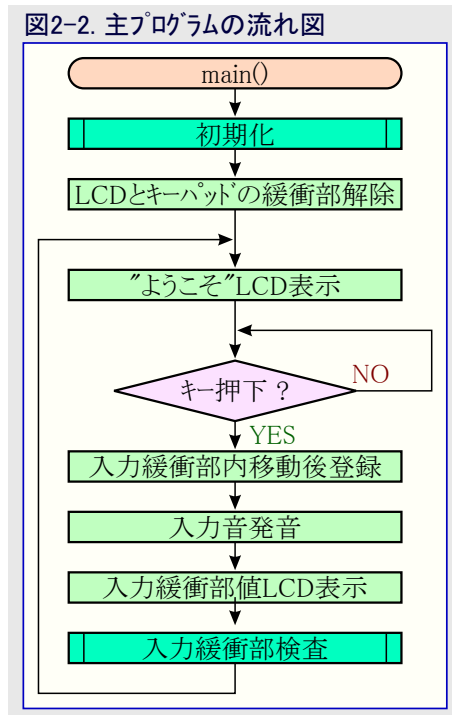 図2-2. 主ﾌﾟﾛｸﾞﾗﾑの流れ図
main()
初期化
LCDとｷｰﾊﾟｯﾄﾞの緩衝部解除
"ようこそ"LCD表示
ｷｰ押下 ?
NO
YES
入力緩衝部内移動後登録
入力音発音
入力緩衝部値LCD表示
入力緩衝部検査